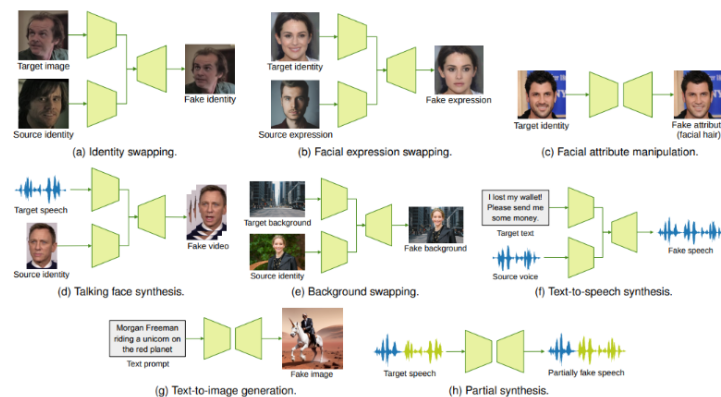 Target image
Source identity
Fake identity
(a) Identity swapping.
Target identity
Source expression
Fake expression
(b) Facial expression swapping.
Target identity
Fake attribute
(facial hair)
(c) Facial attribute manipulation.
Target speech
Source identity
Fake video
(d) Talking face synthesis.
Target background
Source identity
Fake background
(e) Background swapping.
I lost my wallet!
Please send me
some money.
Target text
Source voice
Fake speech
(f) Text-to-speech synthesis.
Morgan Freeman
riding a unicorn on
the red planet
Text prompt
Fake image
(g) Text-to-image generation.
Target speech
Partially fake speech
(h) Partial synthesis.